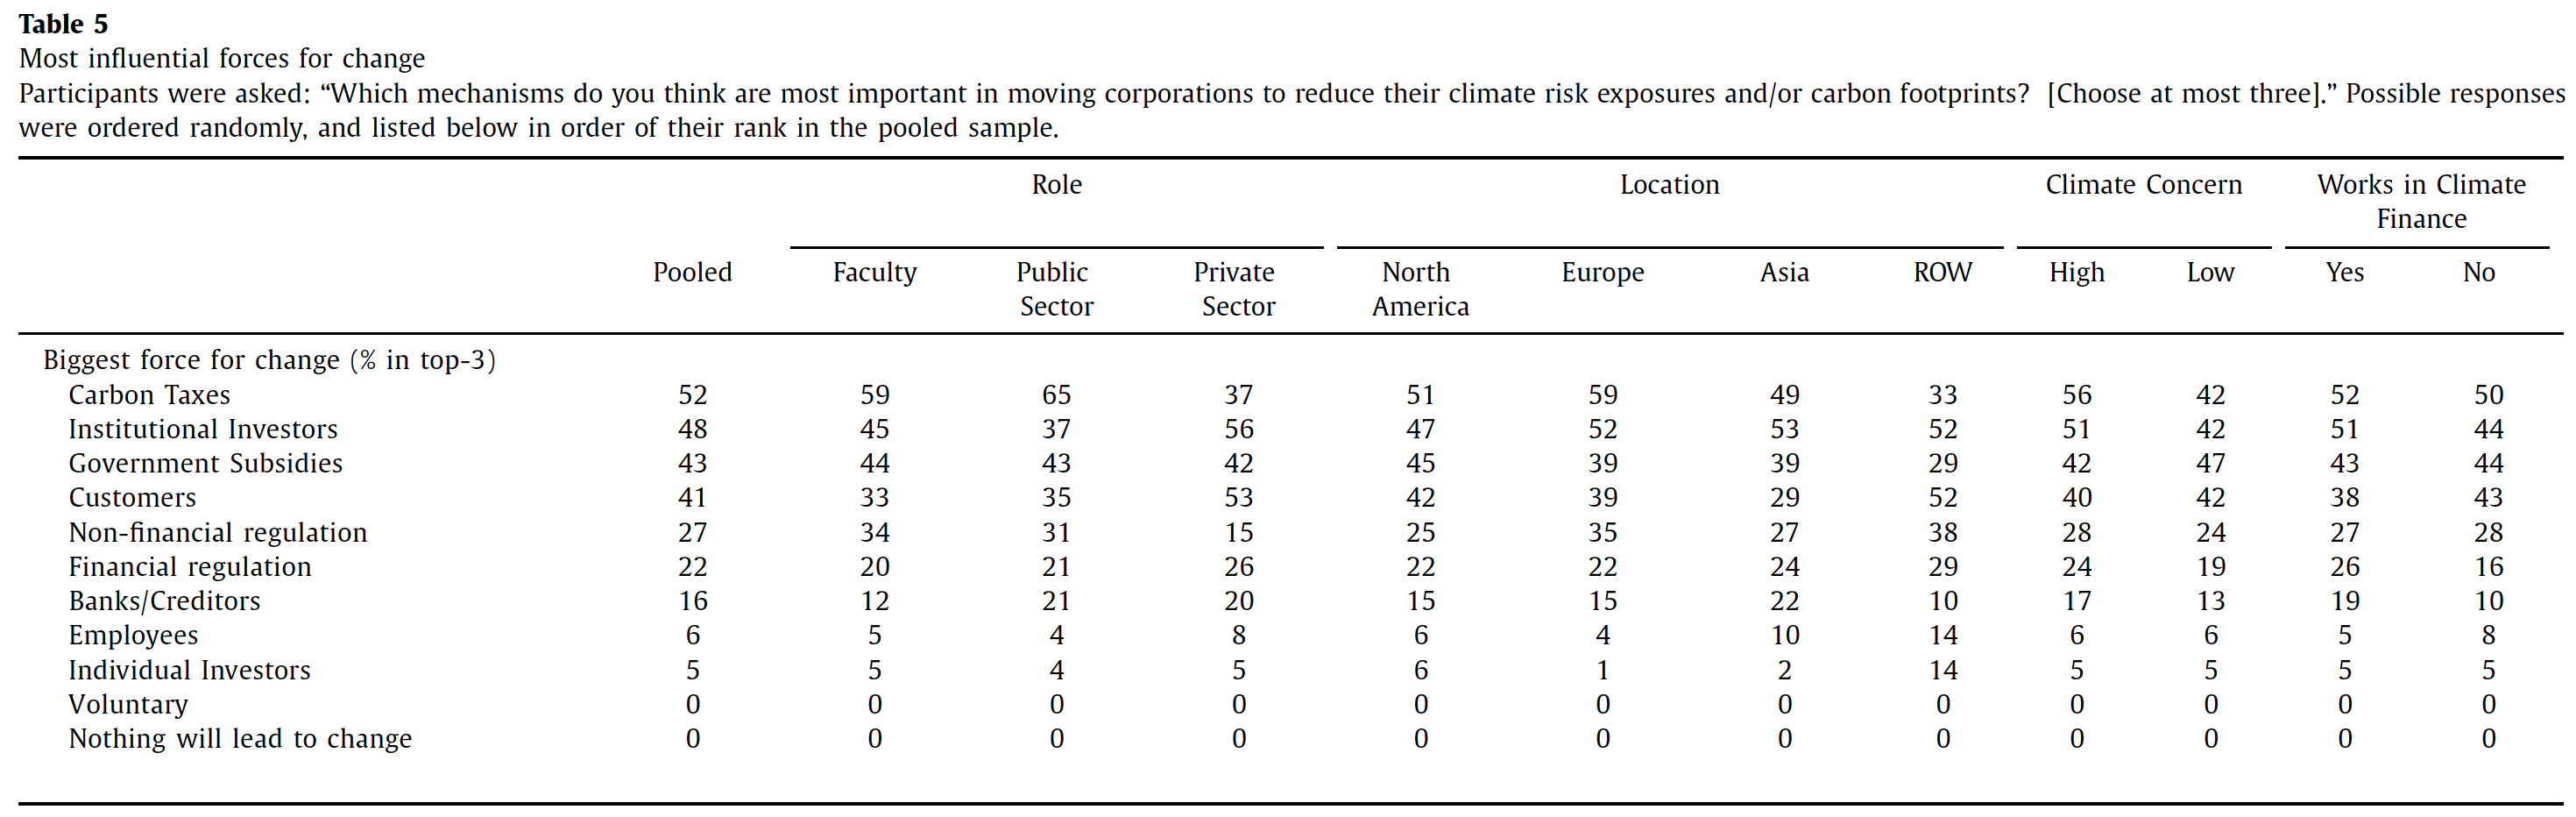 Table 5
Most influential forces for change
Participants were asked: “Which mechanisms do you think are most important in moving corporations to reduce their climate risk exposures and/or carbon footprints? [Choose at most three].” Possible responses
were ordered randomly, and listed below in order of their rank in the pooled sample.
Role Location Climate Concern Works in Climate
Finance
Pooled Faculty Public Private North Europe Asia ROW High Low Yes No
Sector Sector America
Biggest force for change (% in top-3)
Carbon Taxes 52 59 65 37 51 59 49 33 56 42 52 50
Institutional Investors 48 45 37 56 47 52 53 52 51 42 51 44
Government Subsidies 43 44 43 42 45 39 39 29 42 47 43 44
Customers 41 33 35 53 42 39 29 52 40 42 38 43
Non-financial regulation 27 34 31 15 25 35 27 38 28 24 27 28
Financial regulation 22 20 21 26 22 22 24 29 24 19 26 16
Banks/Creditors 16 12 21 20 15 15 22 10 17 13 19 10
Employees 6 5 4 8 6 4 10 14 6 6 5 8
Individual Investors 5 5 4 5 6 1 2 14 5 5 5 5
Voluntary 0 0 0 0 0 0 0 0 0 0 0 0
Nothing will lead to change 0 0 0 0 0 0 0 0 0 0 0 0